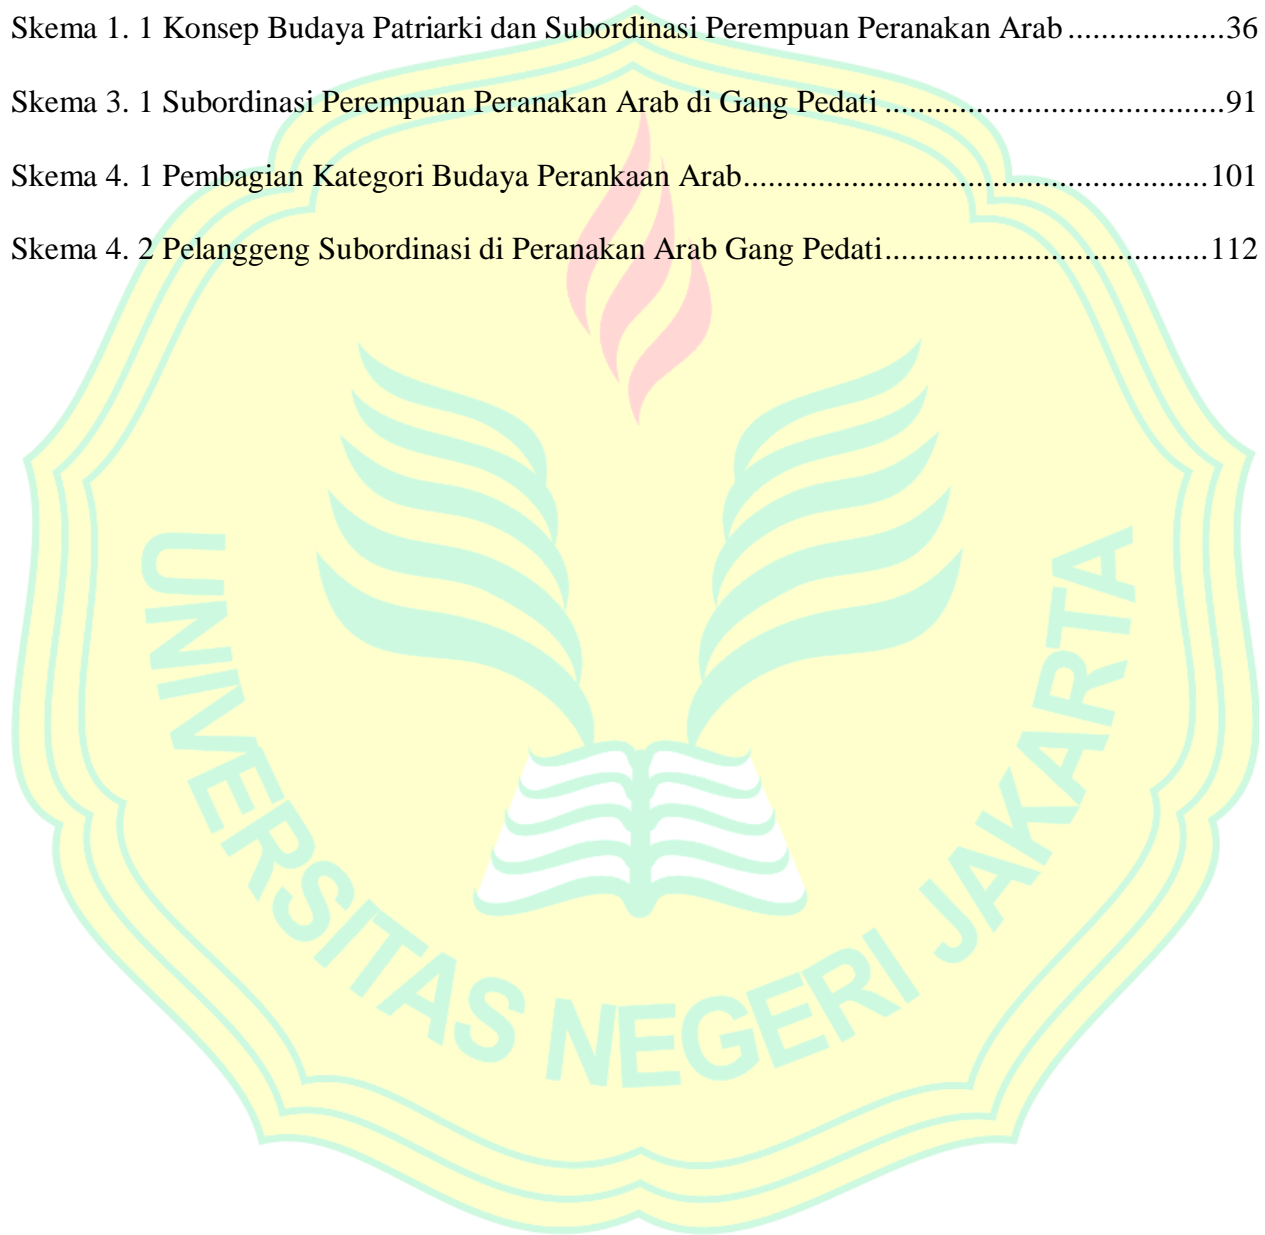 Skema 1. 1 Konsep Budaya Patriarki dan Subordinasi Perempuan Peranakan Arab ...................36
Skema 3. 1 Subordinasi Perempuan Peranakan Arab di Gang Pedati ..........................................91
Skema 4. 1 Pembagian Kategori Budaya Perankaan Arab.........................................................101
Skema 4. 2 Pelanggeng Subordinasi di Peranakan Arab Gang Pedati........................................112
UNIVERSITAS NEGERI JAKARTA